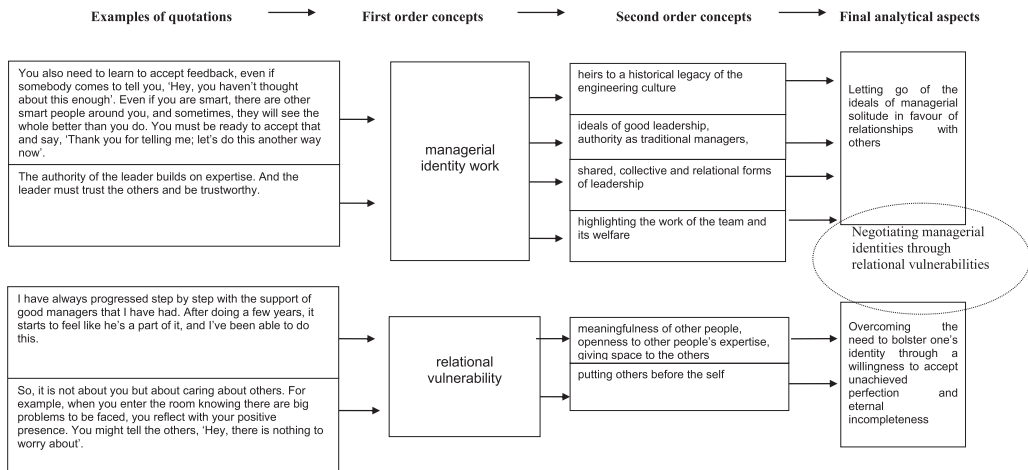 Examples of quotations
First order concepts
Second order concepts
Final analytical aspects
You also need to learn to accept feedback, even if
somebody comes to tell you, ‘Hey, you haven’t thought
about this enough’. Even if you are smart, there are other
smart people around you, and sometimes, they will see the
whole better than you do. You must be ready to accept that
and say, ‘Thank you for telling me; let’s do this another way
now’.
The authority of the leader builds on expertise. And the
leader must trust the others and be trustworthy.
managerial
identity work
heirs to a historical legacy of the
engineering culture
ideals of good leadership,
authority as traditional managers,
shared, collective and relational forms
of leadership
highlighting the work of the team and
its welfare
Letting go of the
ideals of managerial
solitude in favour of
relationships with
others
Negotiating managerial
identities through
relational vulnerabilities
I have always progressed step by step with the support of
good managers that I have had. After doing a few years, it
starts to feel like he’s a part of it, and I’ve been able to do
this.
So, it is not about you but about caring about others. For
example, when you enter the room knowing there are big
problems to be faced, you reflect with your positive
presence. You might tell the others, ‘Hey, there is nothing to
worry about’.
relational
vulnerability
meaningfulness of other people,
openness to other people’s expertise,
giving space to the others
putting others before the self
Overcoming the
need to bolster one’s
identity through a
willingness to accept
unachieved
perfection and
eternal
incompleteness